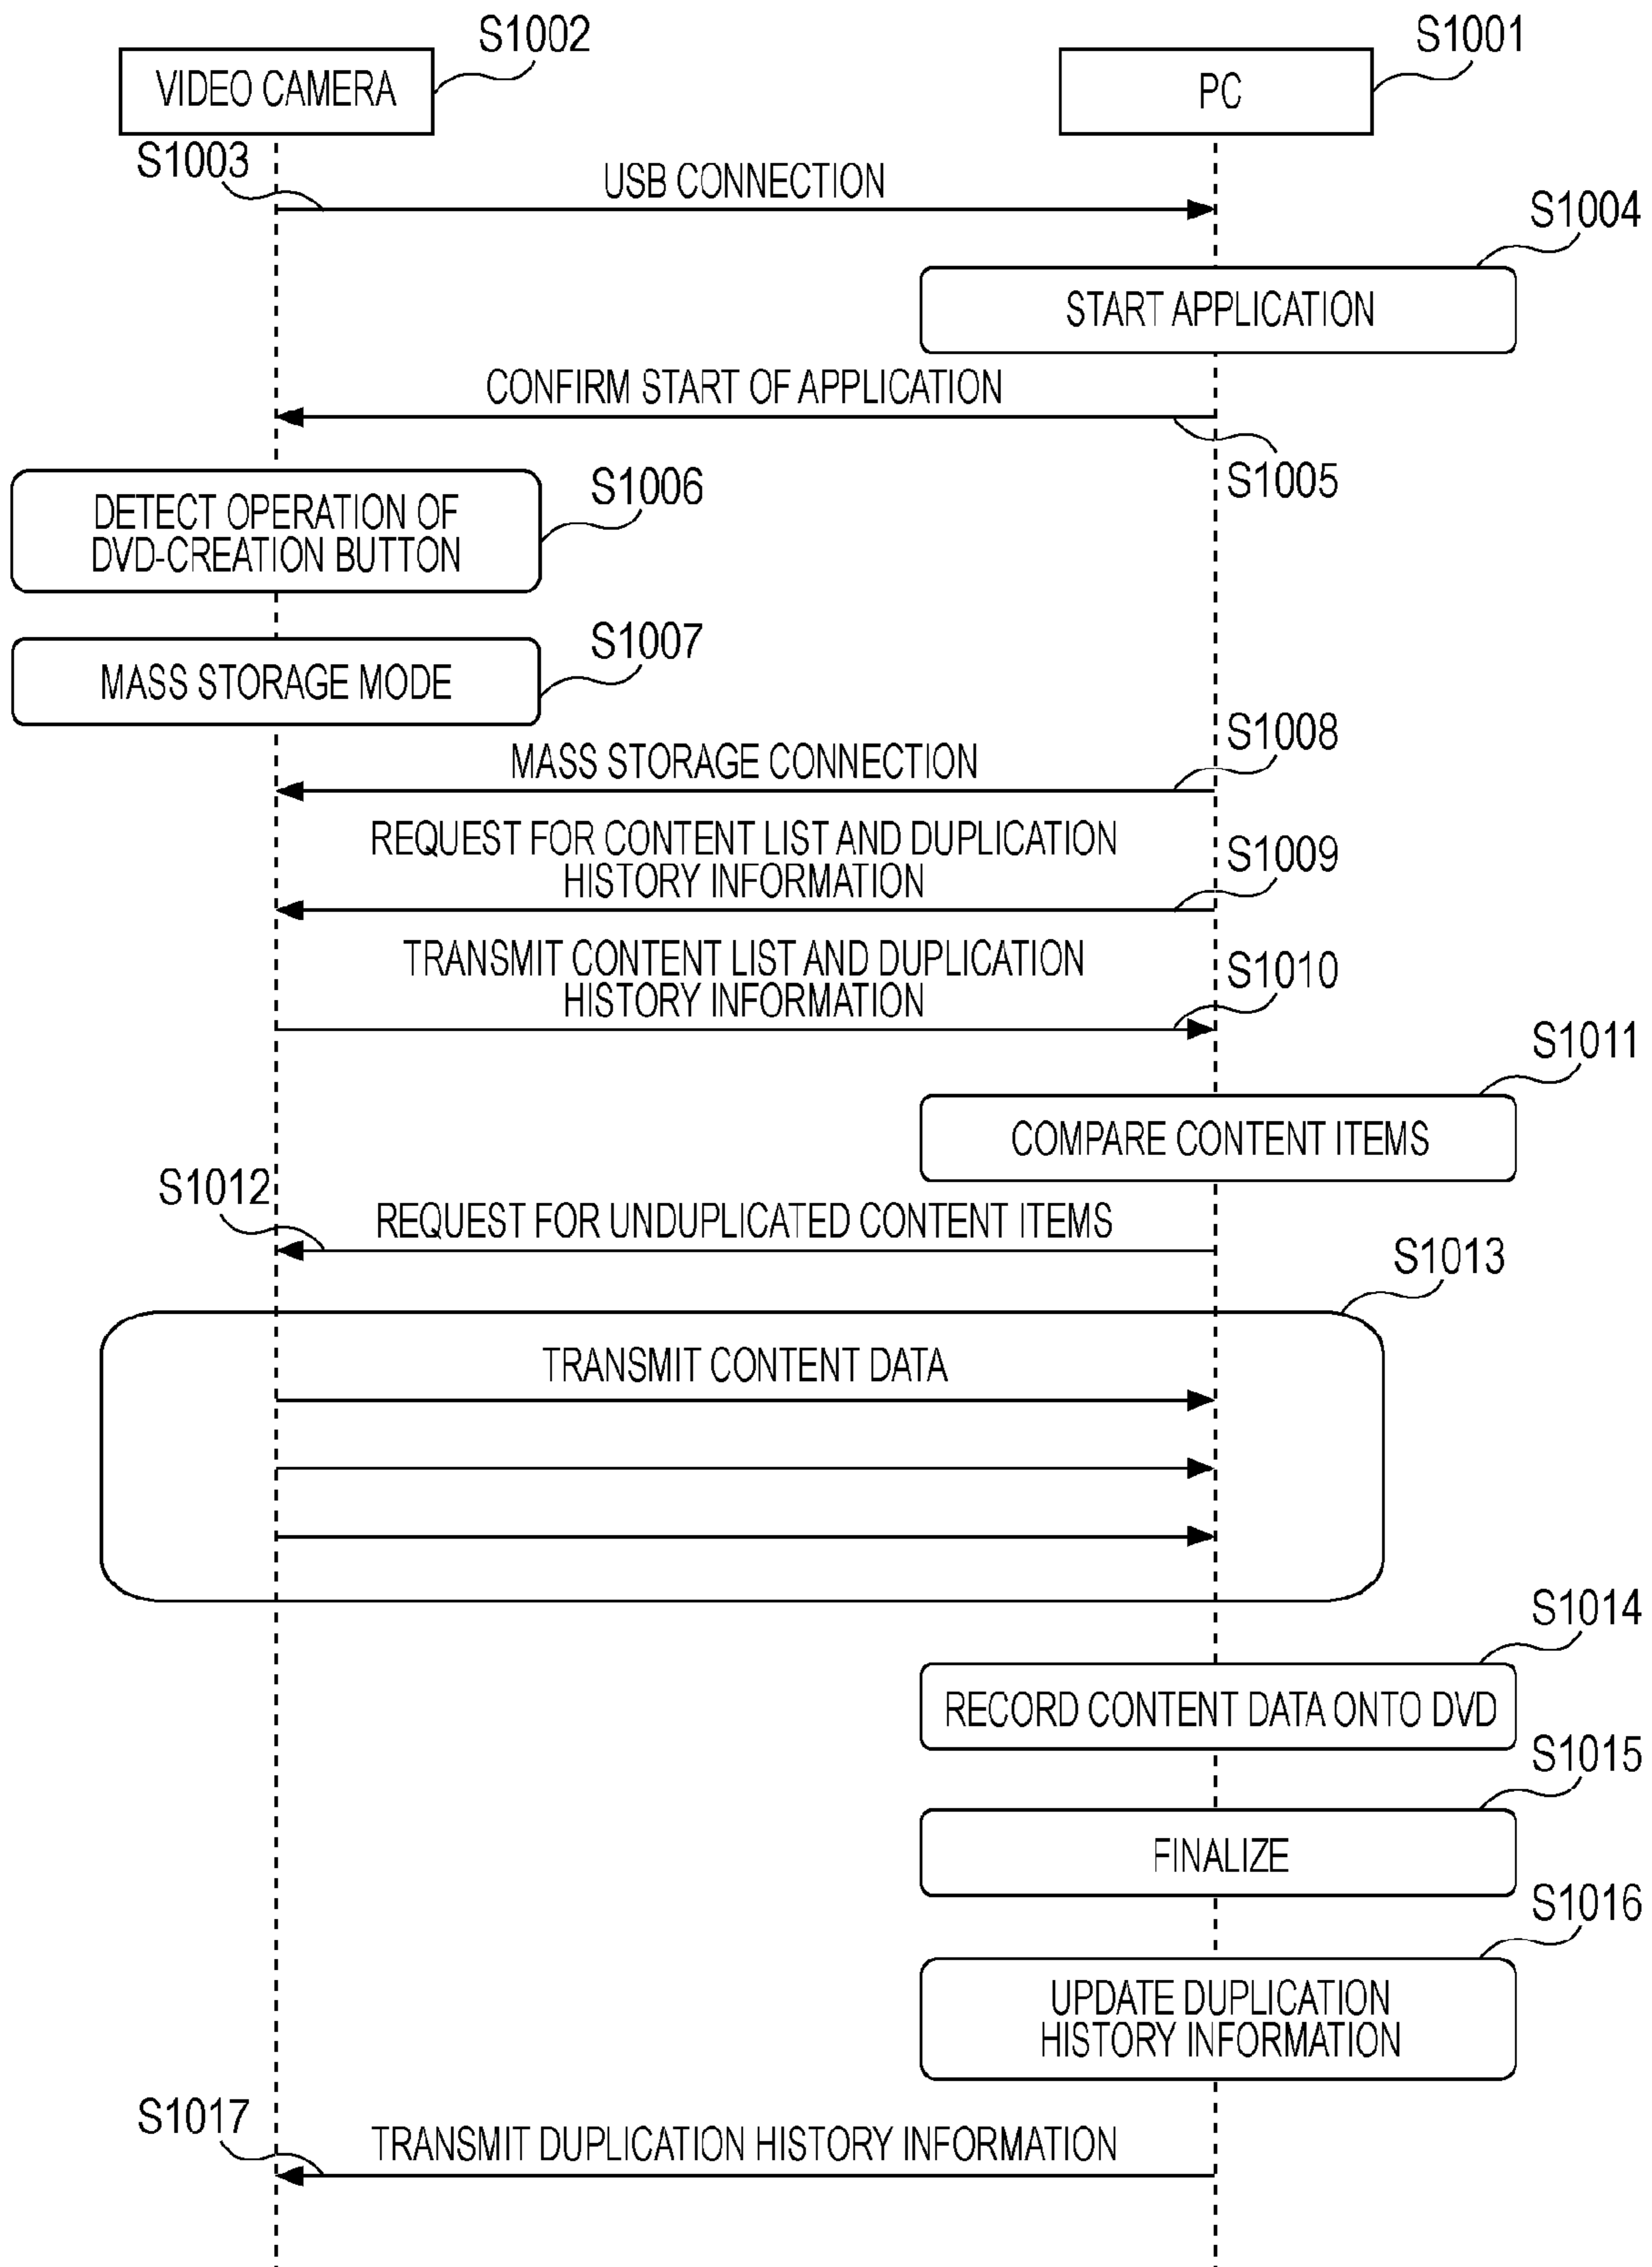 S1002
S1001
VIDEO CAMERA
PC
S1003
USB CONNECTION
S1004
START APPLICATION
CONFIRM START OF APPLICATION
S1005
S1006
DETECT OPERATION OF
DVD-CREATION BUTTON
S1007
MASS STORAGE MODE
S1008
MASS STORAGE CONNECTION
REQUEST FOR CONTENT LIST AND DUPLICATION
HISTORY INFORMATION
S1009
TRANSMIT CONTENT LIST AND DUPLICATION
HISTORY INFORMATION
S1010
S1011
COMPARE CONTENT ITEMS
S1012
REQUEST FOR UNDUPLICATED CONTENT ITEMS
S1013
TRANSMIT CONTENT DATA
S1014
RECORD CONTENT DATA ONTO DVD
S1015
FINALIZE
S1016
UPDATE DUPLICATION
HISTORY INFORMATION
S1017
TRANSMIT DUPLICATION HISTORY INFORMATION